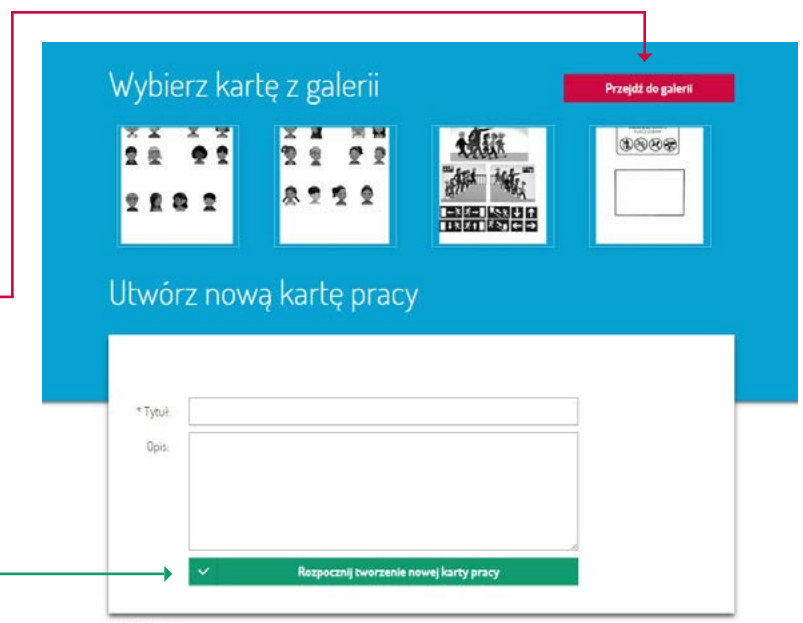 Wybierz kartę z galerii
Przejdź do galerii
Utwórz nową kartę pracy
* Tytuł:
Opis:
Rozpocznij tworzenie nowej karty pracy